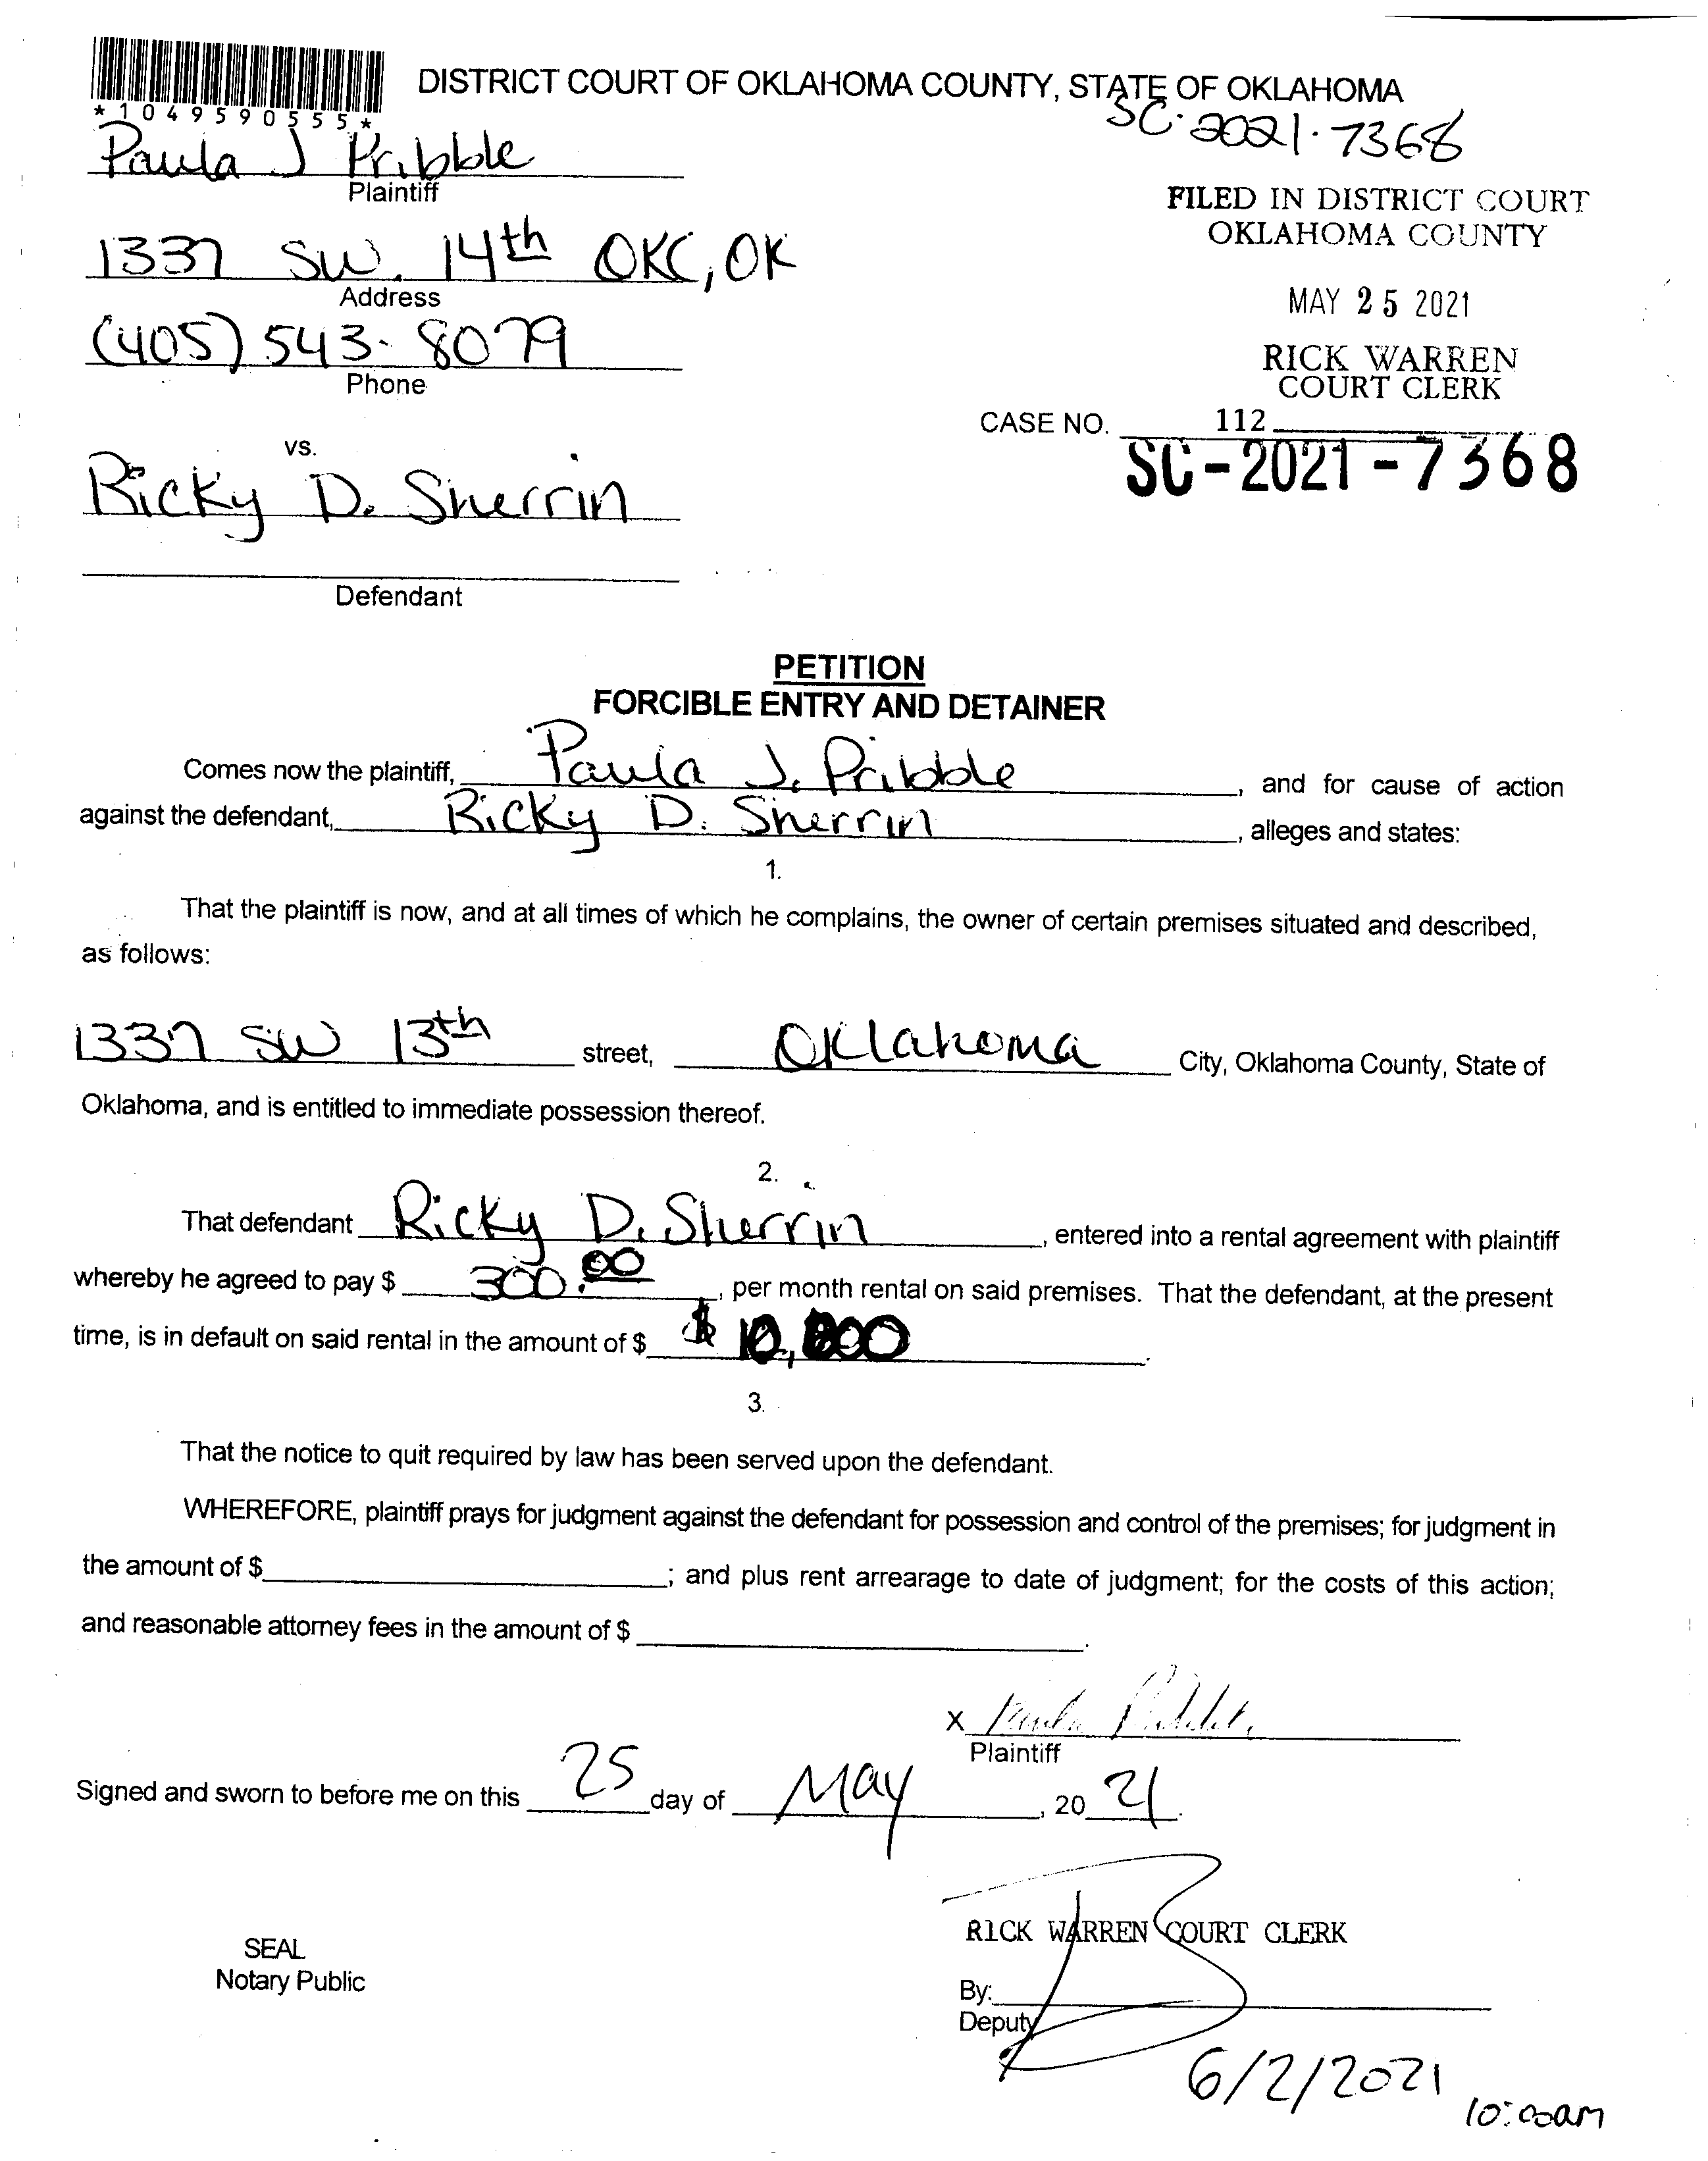 DISTRICT COURT OF OKLAHOMA COUNTY, STATE OF OKLAHOMA
*1049590555*
SC-2021-7368
Paula J Pribble
Plaintiff
FILED IN DISTRICT COURT
OKLAHOMA COUNTY
1337 SW. 14th OKC, OK
Address
MAY 25 2021
(405) 543-8079
Phone
RICK WARREN
COURT CLERK
CASE NO. 112
SC-2021-7368
vs.
Ricky D. Sherrin
Defendant
PETITION
FORCIBLE ENTRY AND DETAINER
Comes now the plaintiff, Paula J. Pribble, and for cause of action
against the defendant, Ricky D. Sherrin, alleges and states:
1.
That the plaintiff is now, and at all times of which he complains, the owner of certain premises situated and described,
as follows:
1337 SW 13th street, Oklahoma City, Oklahoma County, State of
Oklahoma, and is entitled to immediate possession thereof.
2.
That defendant Ricky D. Sherrin, entered into a rental agreement with plaintiff
whereby he agreed to pay $ 300.00, per month rental on said premises. That the defendant, at the present
time, is in default on said rental in the amount of $ $
3.
That the notice to quit required by law has been served upon the defendant.
WHEREFORE, plaintiff prays for judgment against the defendant for possession and control of the premises; for judgment in
the amount of $ ; and plus rent arrearage to date of judgment; for the costs of this action;
and reasonable attorney fees in the amount of $ .
X Paula Pribble
Plaintiff
Signed and sworn to before me on this 25 day of May, 2021.
RICK WARREN COURT CLERK
SEAL
Notary Public
By:
Deputy
6/2/2021
10:00am